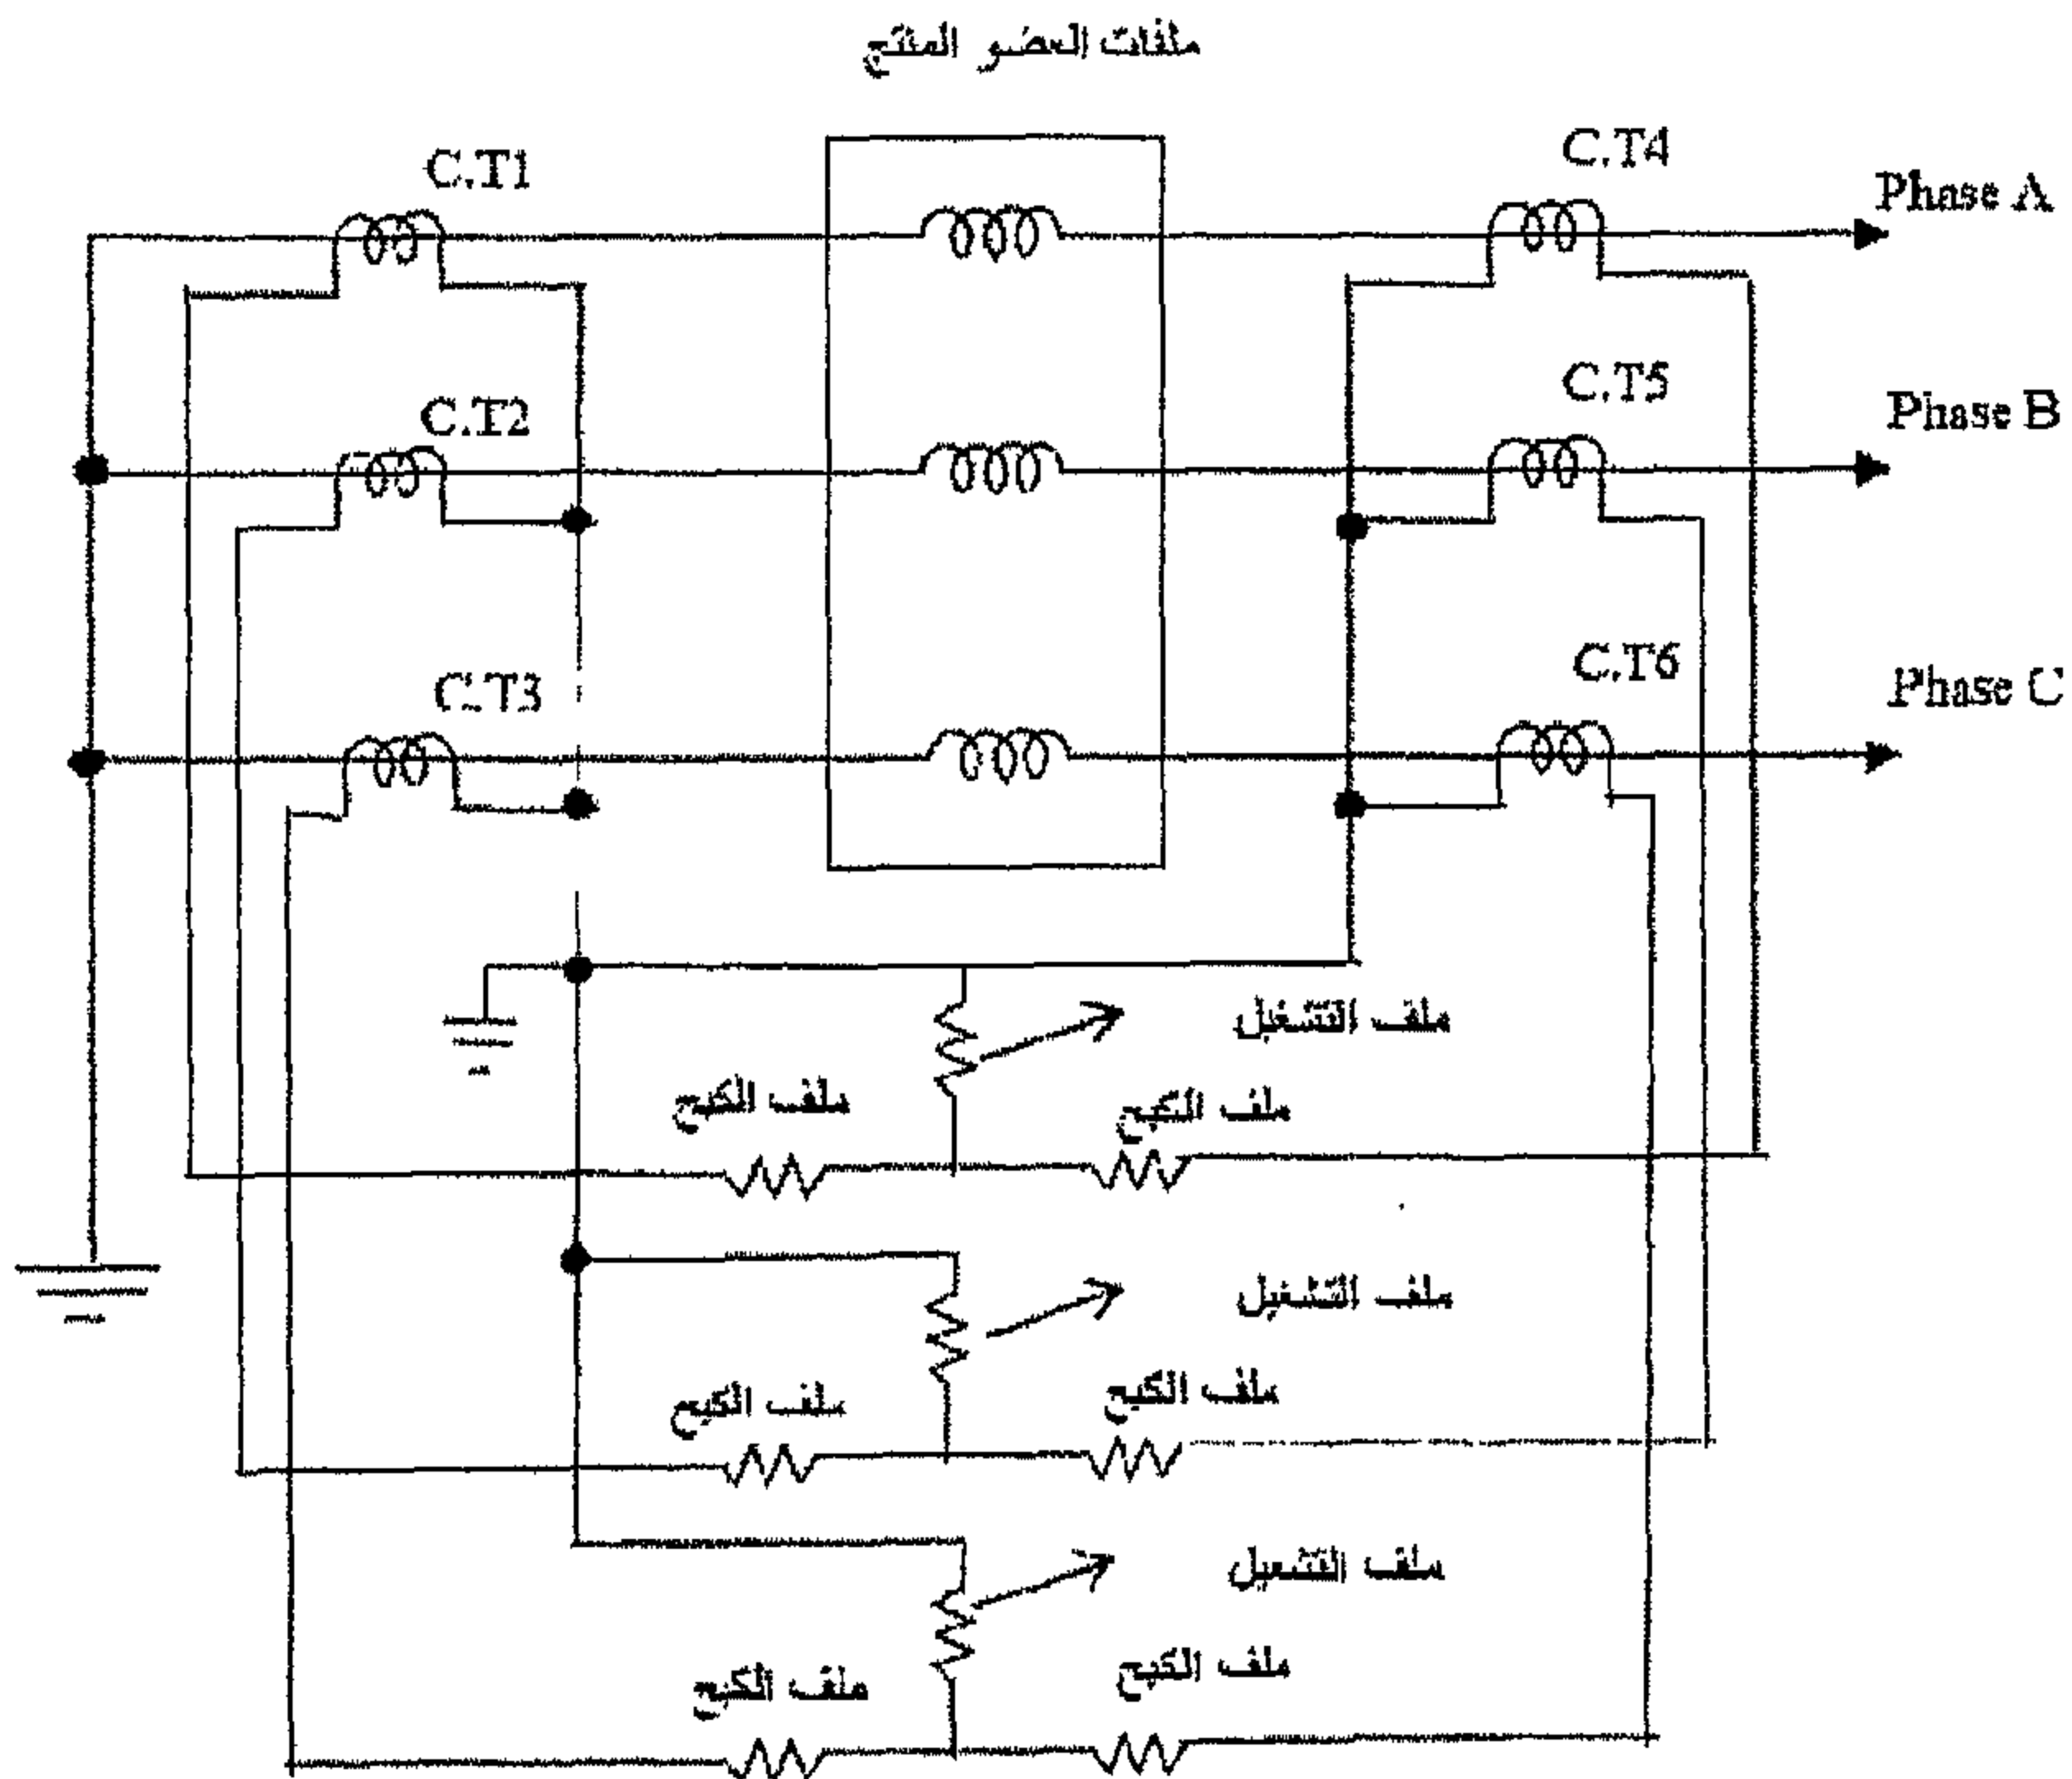 ملفات العضو المنتج
C.T1
C.T4
Phase A
C.T2
C.T5
Phase B
C.T3
C.T6
Phase C
ملف التشغيل
ملف الكبح
ملف الكبح
ملف التشغيل
ملف الكبح
ملف الكبح
ملف التشغيل
ملف الكبح
ملف الكبح